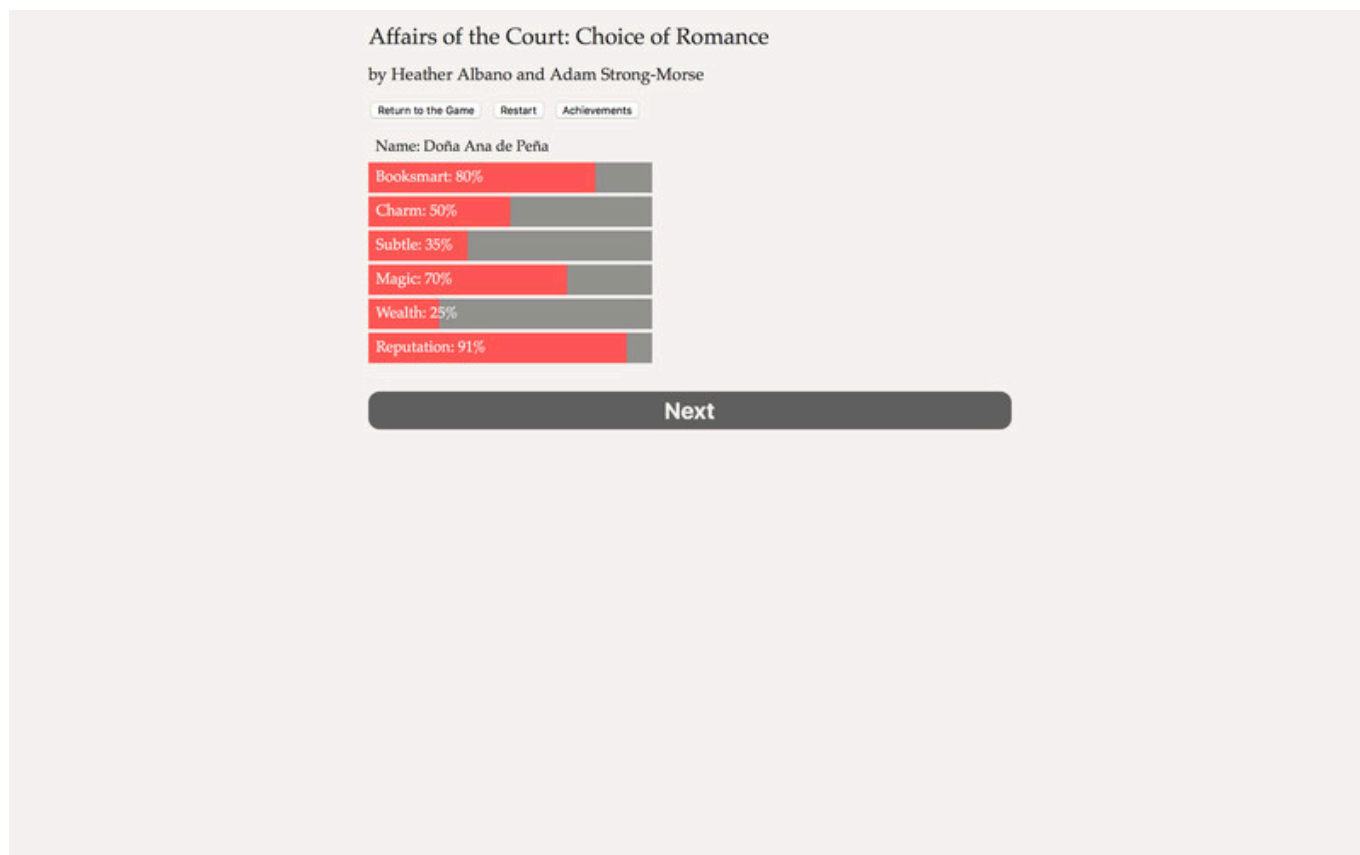 Affairs of the Court: Choice of Romance
by Heather Albano and Adam Strong-Morse
Return to the Game Restart Achievements
Name: Doña Ana de Peña
Booksmart: 80%
Charm: 50%
Subtle: 35%
Magic: 70%
Wealth: 25%
Reputation: 91%
Next